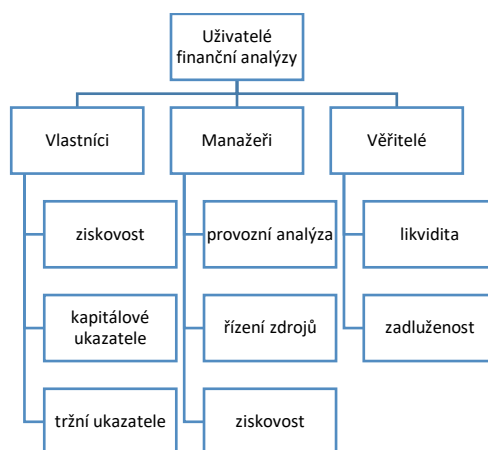 Uživatelé
finanční analýzy
Vlastníci
Manažeři
Věřitelé
ziskovost
provozní analýza
likvidita
kapitálové
ukazatele
řízení zdrojů
zadluženost
tržní ukazatele
ziskovost